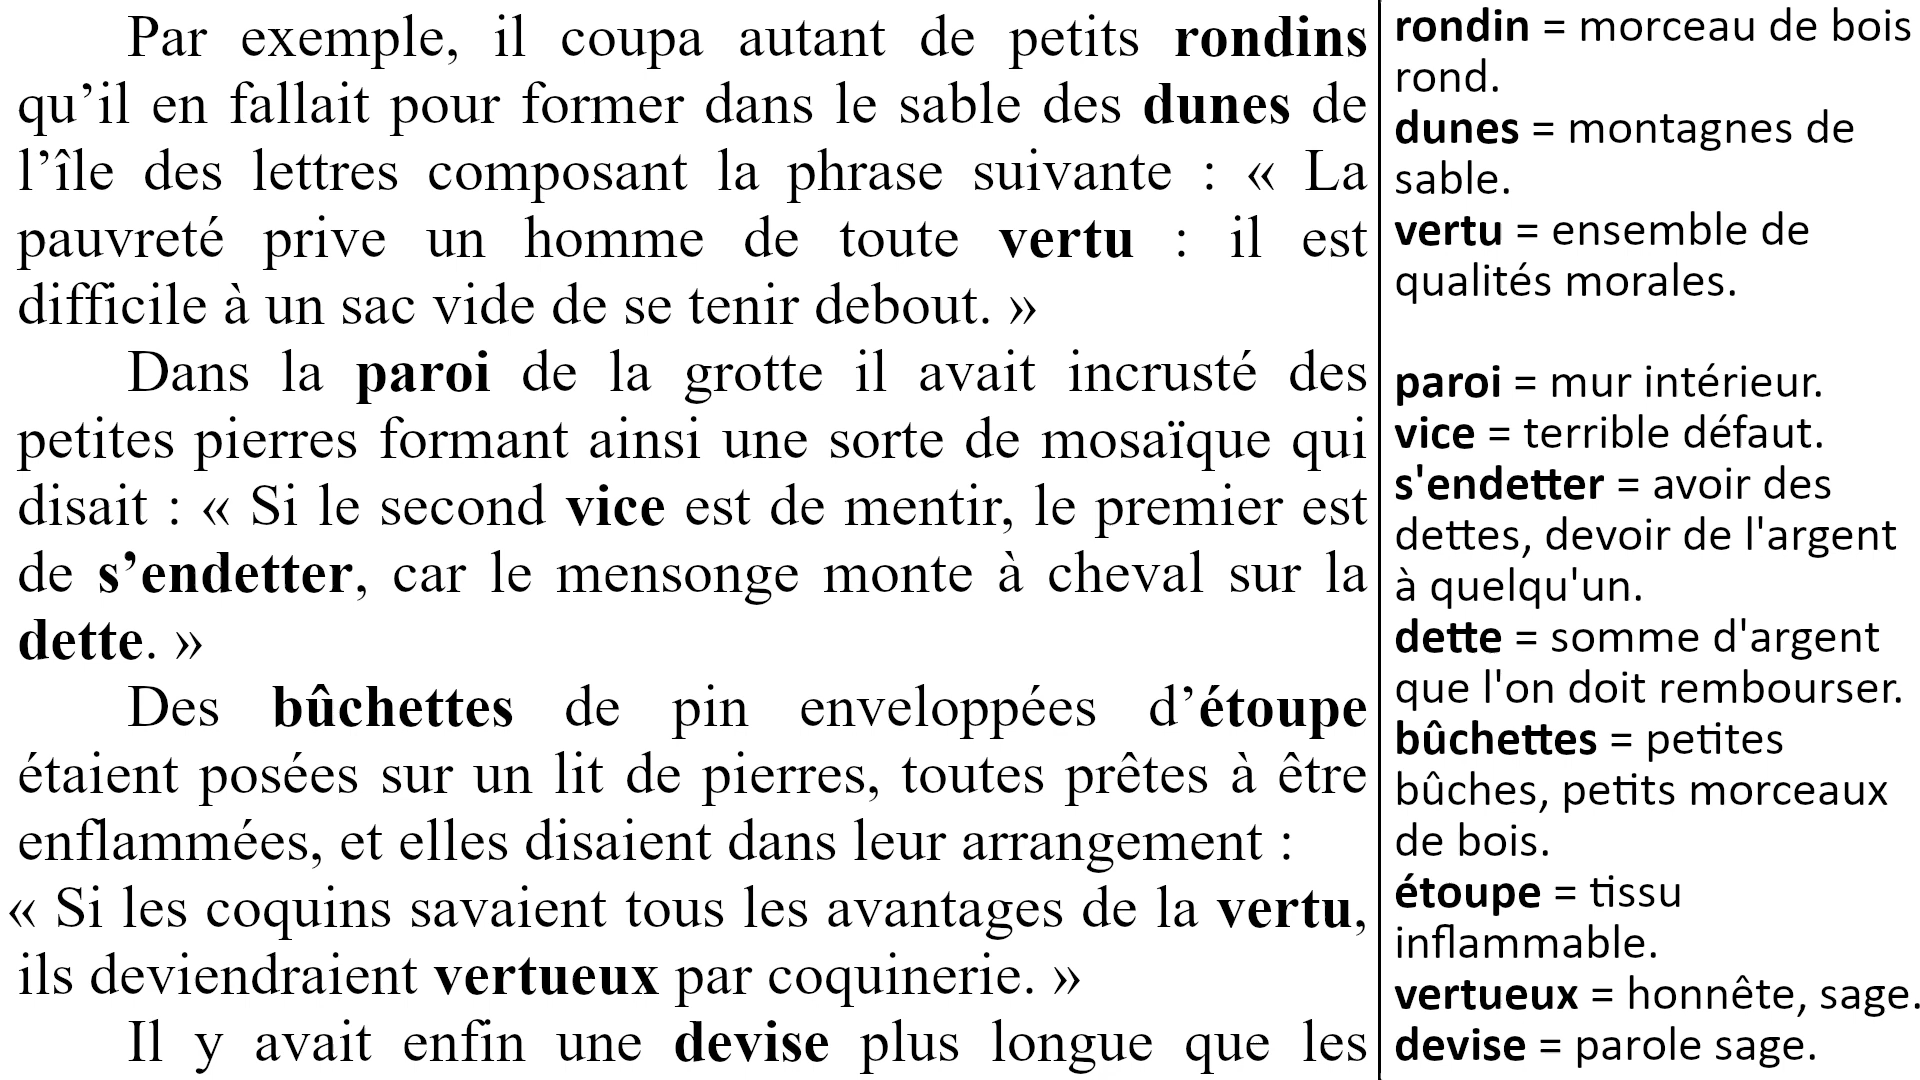 Par exemple, il coupa autant de petits rondins
qu’il en fallait pour former dans le sable des dunes de
l’île des lettres composant la phrase suivante : « La
pauvreté prive un homme de toute vertu : il est
difficile à un sac vide de se tenir debout. »
Dans la paroi de la grotte il avait incrusté des
petites pierres formant ainsi une sorte de mosaïque qui
disait : « Si le second vice est de mentir, le premier est
de s’endetter, car le mensonge monte à cheval sur la
dette. »
Des bûchettes de pin enveloppées d’étoupe
étaient posées sur un lit de pierres, toutes prêtes à être
enflammées, et elles disaient dans leur arrangement :
« Si les coquins savaient tous les avantages de la vertu,
ils deviendraient vertueux par coquinerie. »
Il y avait enfin une devise plus longue que les
rondin = morceau de bois
rond.
dunes = montagnes de
sable.
vertu = ensemble de
qualités morales.
paroi = mur intérieur.
vice = terrible défaut.
s'endetter = avoir des
dettes, devoir de l'argent
à quelqu'un.
dette = somme d'argent
que l'on doit rembourser.
bûchettes = petites
bûches, petits morceaux
de bois.
étoupe = tissu
inflammable.
vertueux = honnête, sage.
devise = parole sage.